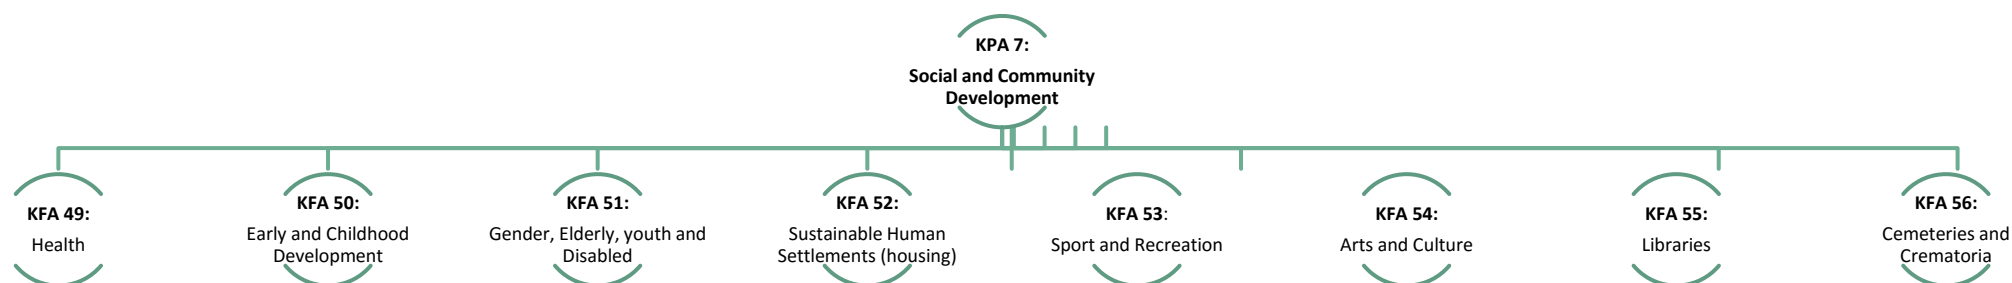 KPA 7:
Social and Community
Development
KFA 49:
Health
KFA 50:
Early and Childhood
Development
KFA 51:
Gender, Elderly, youth and
Disabled
KFA 52:
Sustainable Human
Settlements (housing)
KFA 53:
Sport and Recreation
KFA 54:
Arts and Culture
KFA 55:
Libraries
KFA 56:
Cemeteries and
Crematoria